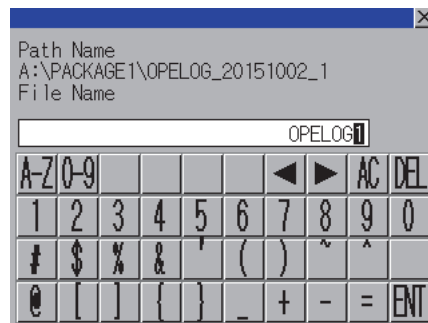 Path Name
A:\PACKAGE1\OPELOG_20151002_1
File Name
OPELOG1
A-Z 0-9 ◀ ▶ AC DEL
1 2 3 4 5 6 7 8 9 0
# $ % & ' ( ) ~ ^
@ [ ] { } _ + - = ENT